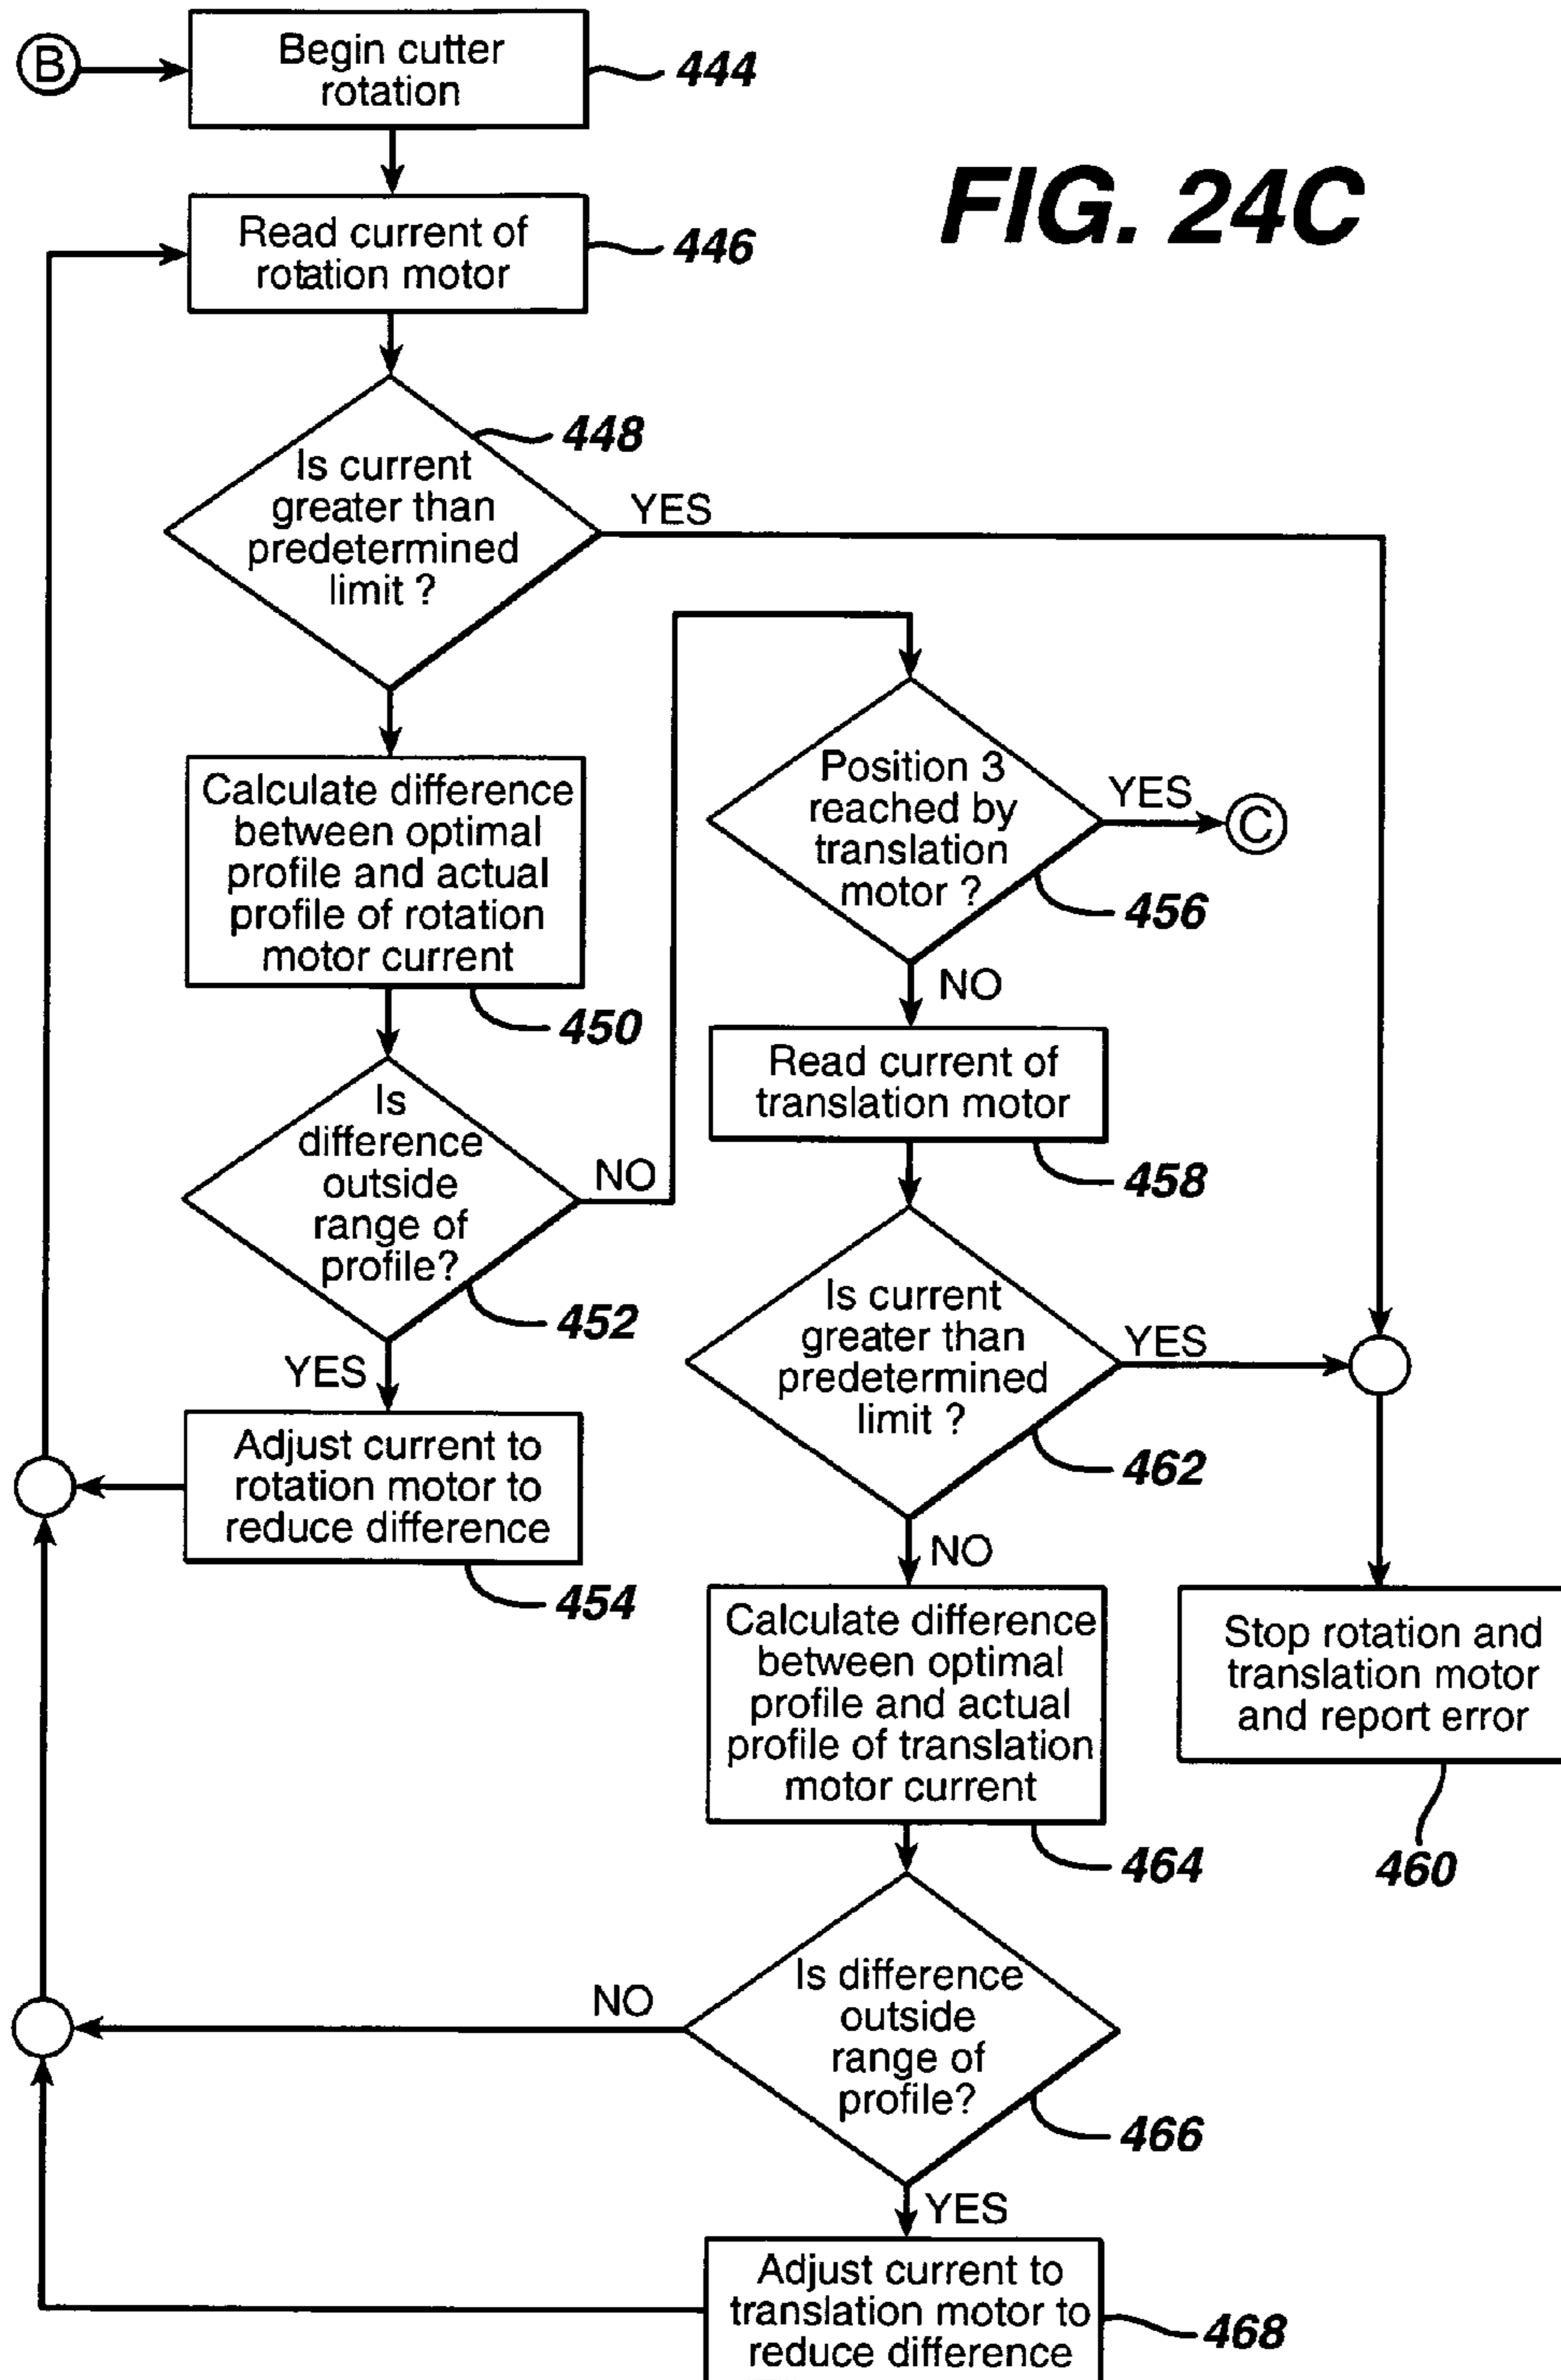 B
Begin cutter
rotation
444
FIG. 24C
Read current of
rotation motor
446
448
Is current
greater than
predetermined
limit ?
YES
Calculate difference
between optimal
profile and actual
profile of rotation
motor current
450
Is
difference
outside
range of
profile?
NO
452
YES
Adjust current to
rotation motor to
reduce difference
454
Position 3
reached by
translation
motor ?
YES
C
456
NO
Read current of
translation motor
458
Is current
greater than
predetermined
limit ?
YES
462
NO
Calculate difference
between optimal
profile and actual
profile of translation
motor current
464
Stop rotation and
translation motor
and report error
460
Is difference
outside
range of
profile?
NO
466
YES
Adjust current to
translation motor to
reduce difference
468